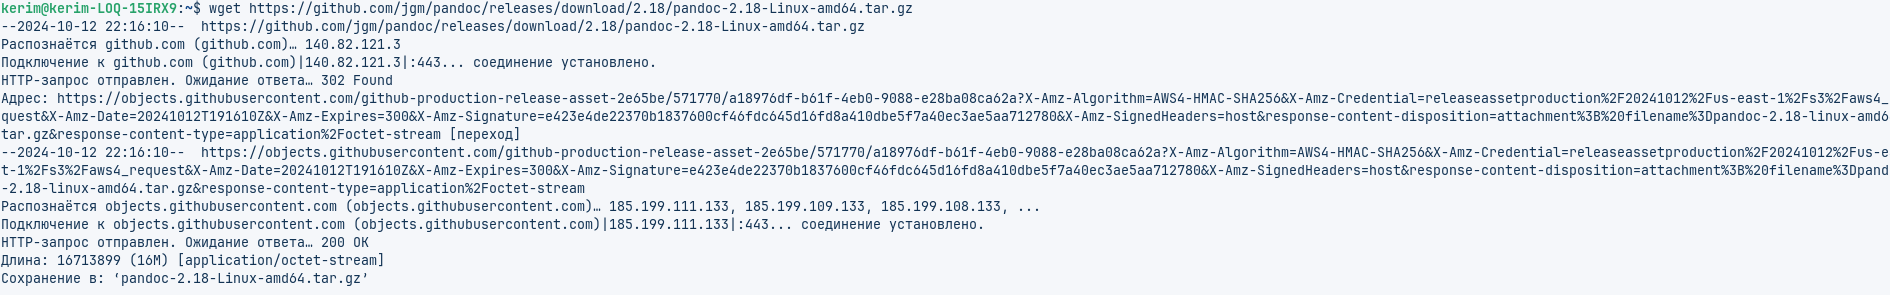 kerim@kerim-LOQ-15IRX9:~$ wget https://github.com/jgm/pandoc/releases/download/2.18/pandoc-2.18-Linux-amd64.tar.gz
--2024-10-12 22:16:10--  https://github.com/jgm/pandoc/releases/download/2.18/pandoc-2.18-Linux-amd64.tar.gz
Распознаётся github.com (github.com)… 140.82.121.3
Подключение к github.com (github.com)|140.82.121.3|:443... соединение установлено.
HTTP-запрос отправлен. Ожидание ответа… 302 Found
Адрес: https://objects.githubusercontent.com/github-production-release-asset-2e65be/571770/a18976df-b61f-4eb0-9088-e28ba08ca62a?X-Amz-Algorithm=AWS4-HMAC-SHA256&X-Amz-Credential=releaseassetproduction%2F20241012%2Fus-east-1%2Fs3%2Faws4_
quest&X-Amz-Date=20241012T191610Z&X-Amz-Expires=300&X-Amz-Signature=e423e4de22370b1837600cf46fdc645d16fd8a410dbe5f7a40ec3ae5aa712780&X-Amz-SignedHeaders=host&response-content-disposition=attachment%3B%20filename%3Dpandoc-2.18-linux-amd6
tar.gz&response-content-type=application%2Foctet-stream [переход]
--2024-10-12 22:16:10--  https://objects.githubusercontent.com/github-production-release-asset-2e65be/571770/a18976df-b61f-4eb0-9088-e28ba08ca62a?X-Amz-Algorithm=AWS4-HMAC-SHA256&X-Amz-Credential=releaseassetproduction%2F20241012%2Fus-e
t-1%2Fs3%2Faws4_request&X-Amz-Date=20241012T191610Z&X-Amz-Expires=300&X-Amz-Signature=e423e4de22370b1837600cf46fdc645d16fd8a410dbe5f7a40ec3ae5aa712780&X-Amz-SignedHeaders=host&response-content-disposition=attachment%3B%20filename%3Dpand
-2.18-linux-amd64.tar.gz&response-content-type=application%2Foctet-stream
Распознаётся objects.githubusercontent.com (objects.githubusercontent.com)… 185.199.111.133, 185.199.109.133, 185.199.108.133, ...
Подключение к objects.githubusercontent.com (objects.githubusercontent.com)|185.199.111.133|:443... соединение установлено.
HTTP-запрос отправлен. Ожидание ответа… 200 OK
Длина: 16713899 (16M) [application/octet-stream]
Сохранение в: ‘pandoc-2.18-Linux-amd64.tar.gz’